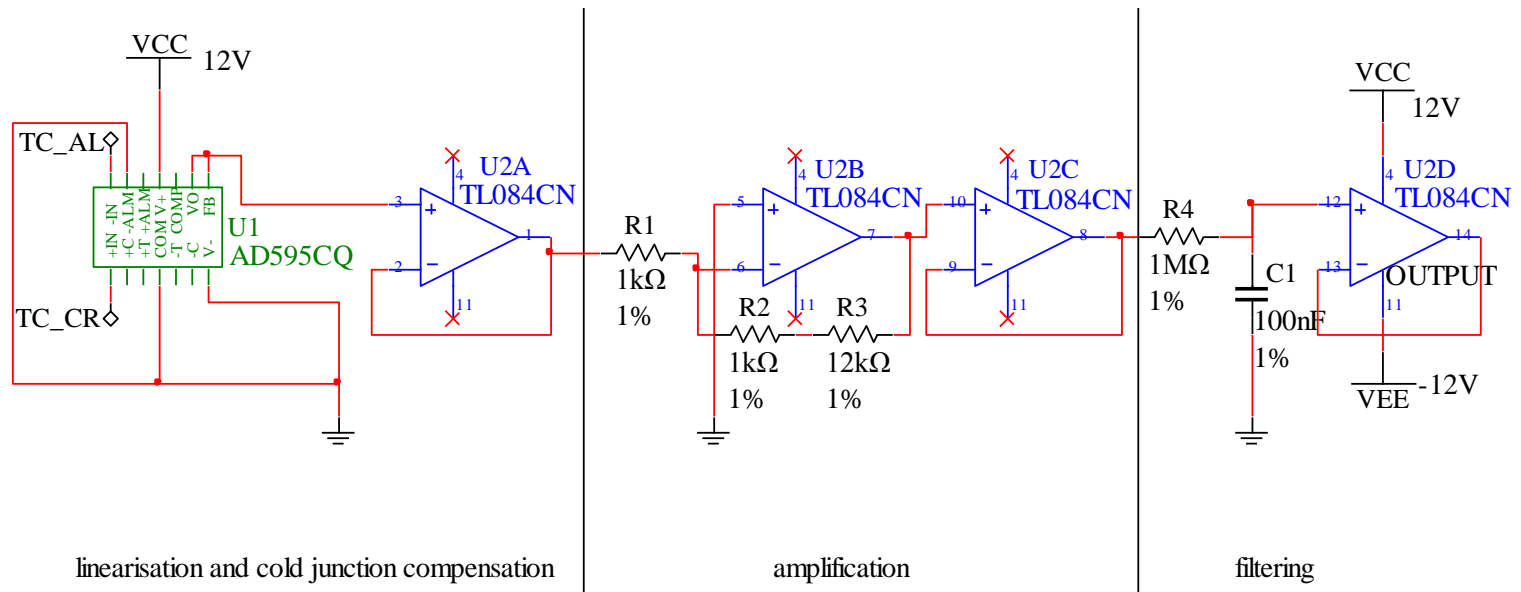 VCC
12V
TC_AL
+IN -IN
+C -ALM
+T +ALM
COM V+
-T COMP
-C VO
V- FB
U1
AD595CQ
TC_CR
4
U2A
TL084CN
3
+
1
2
−
11
R1
1kΩ
1%
4
U2B
TL084CN
5
+
7
6
−
11
R2
1kΩ
1%
R3
12kΩ
1%
4
U2C
TL084CN
10
+
8
9
−
11
R4
1MΩ
1%
C1
100nF
1%
VCC
12V
4
U2D
TL084CN
12
+
14
13
−
OUTPUT
11
-12V
VEE
linearisation and cold junction compensation
amplification
filtering